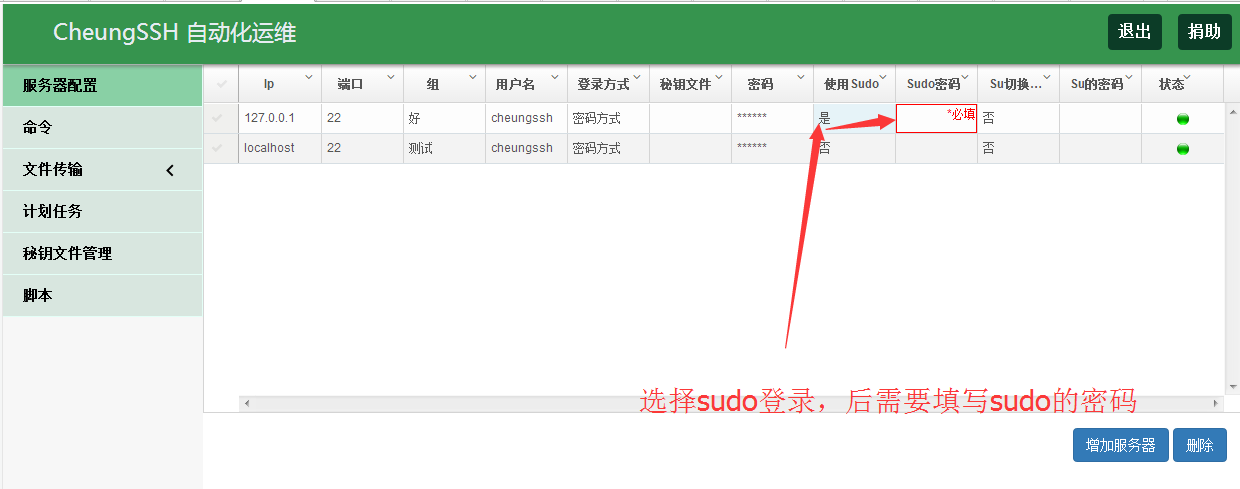 CheungSSH 自动化运维
退出 捐助
服务器配置
命令
文件传输
计划任务
秘钥文件管理
脚本
Ip 端口 组 用户名 登录方式 秘钥文件 密码 使用Sudo Sudo密码 Su切换... Su的密码 状态
127.0.0.1 22 好 cheungssh 密码方式 ****** 是 *必填 否
localhost 22 测试 cheungssh 密码方式 ****** 否 否
选择sudo登录，后需要填写sudo的密码
增加服务器 删除